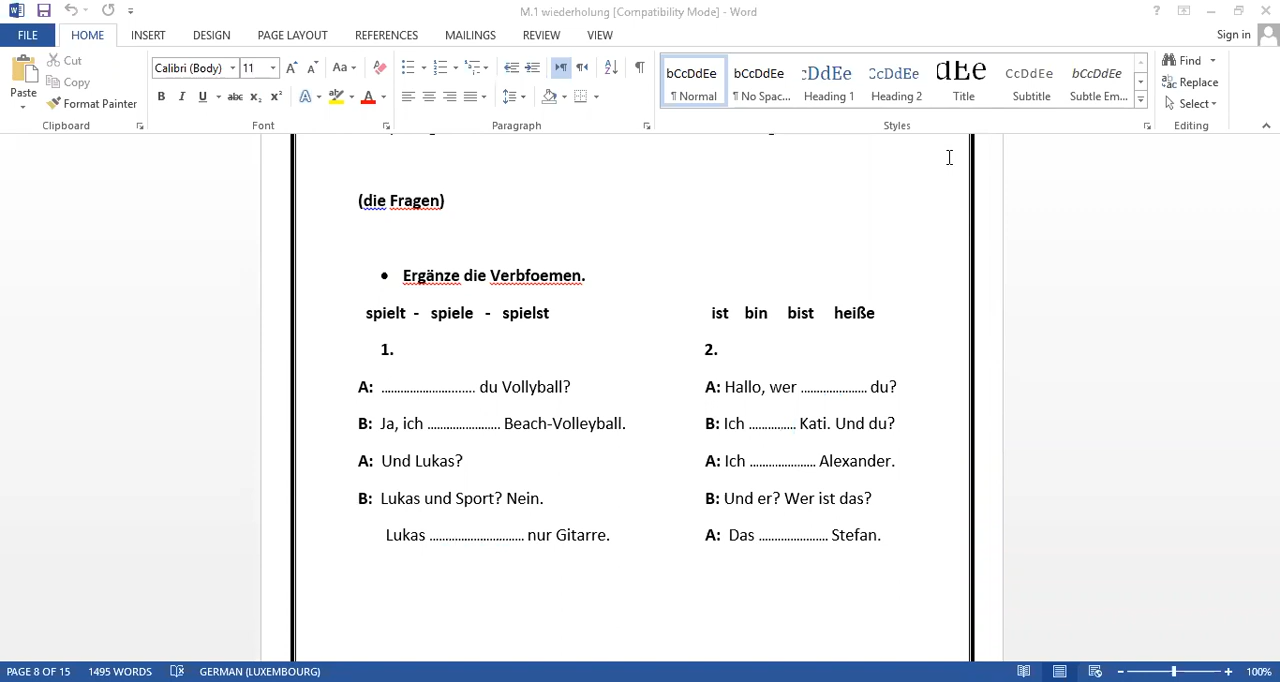 M.1 wiederholung [Compatibility Mode] - Word
FILE HOME INSERT DESIGN PAGE LAYOUT REFERENCES MAILINGS REVIEW VIEW Sign in
Paste
Cut
Copy
Format Painter
Calibri (Body) 11
bCcDdEe bCcDdEe CcDdEe CcDdEe dEe CcDdEe bCcDdEe
¶ Normal ¶ No Spac... Heading 1 Heading 2 Title Subtitle Subtle Em...
Find
Replace
Select
Clipboard Font Paragraph Styles Editing
(die Fragen)
• Ergänze die Verbfoemen.
spielt - spiele - spielst
1.
A: ............................. du Vollyball?
B: Ja, ich ....................... Beach-Volleyball.
A: Und Lukas?
B: Lukas und Sport? Nein.
Lukas ............................. nur Gitarre.
ist bin bist heiße
2.
A: Hallo, wer ..................... du?
B: Ich ............... Kati. Und du?
A: Ich ..................... Alexander.
B: Und er? Wer ist das?
A: Das ...................... Stefan.
PAGE 8 OF 15 1495 WORDS GERMAN (LUXEMBOURG) 100%